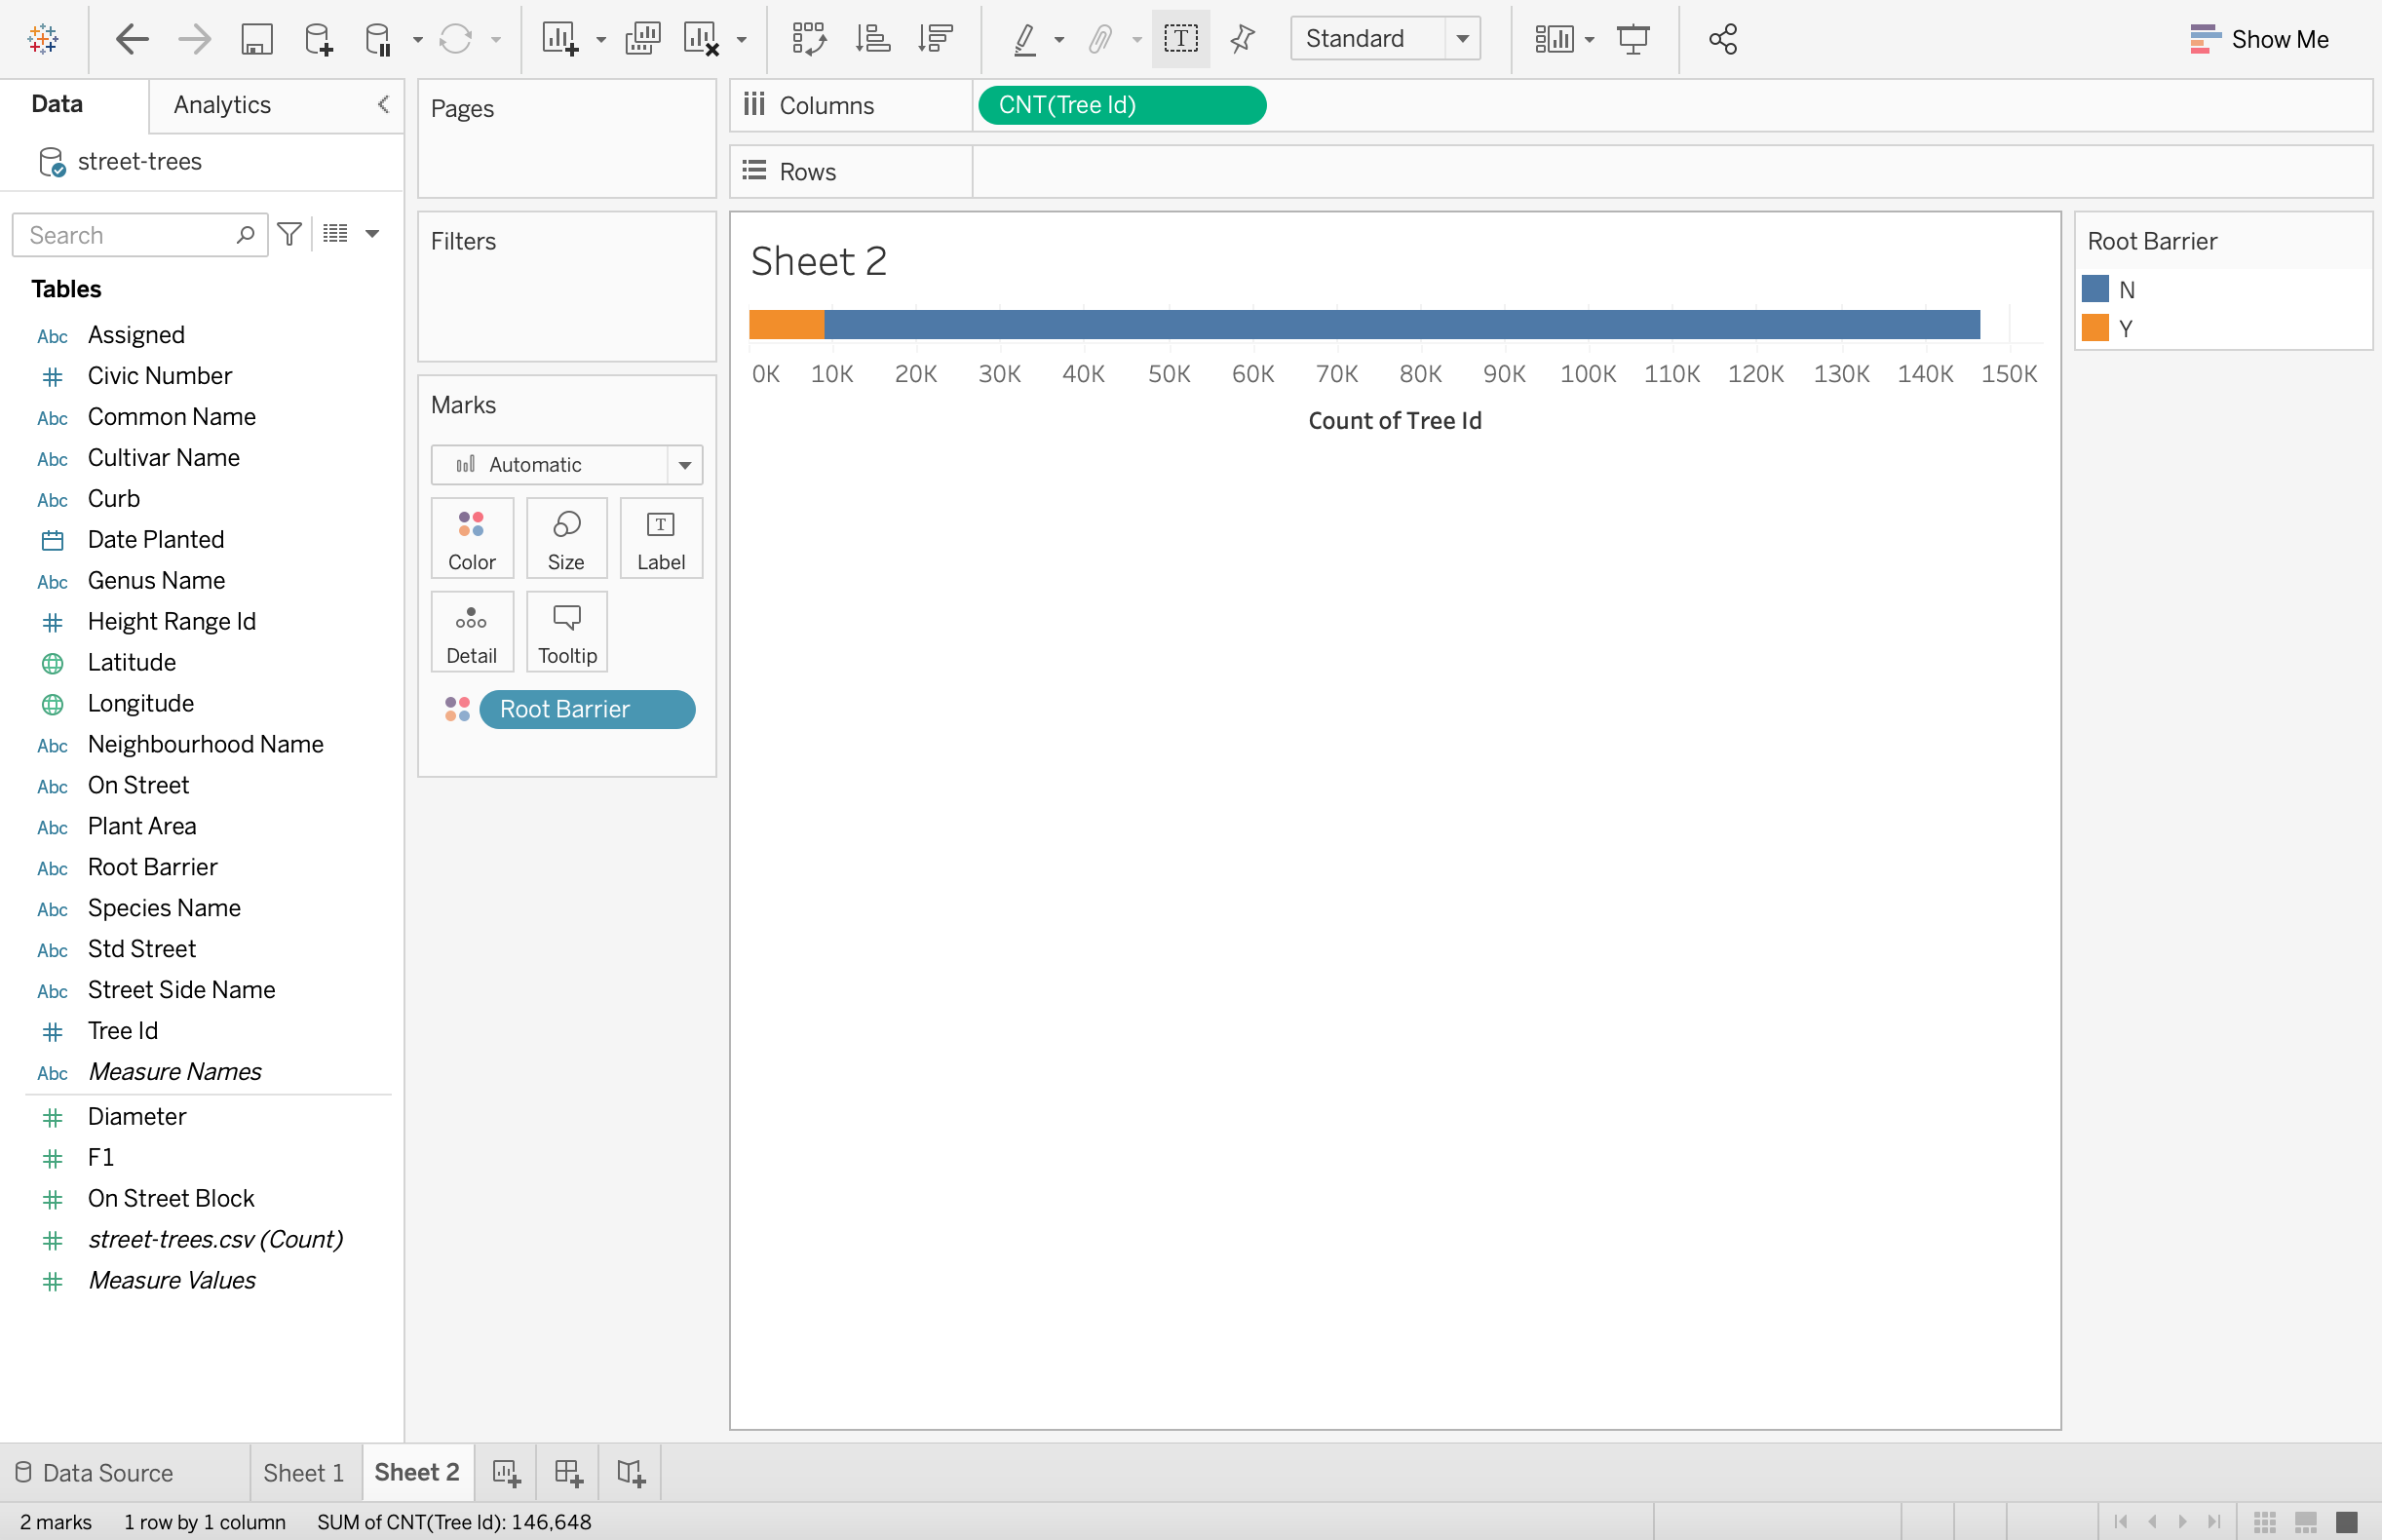 Standard
Show Me
Data
Analytics
street-trees
Search
Tables
Abc Assigned
Civic Number
Abc Common Name
Abc Cultivar Name
Abc Curb
Date Planted
Abc Genus Name
Height Range Id
Latitude
Longitude
Abc Neighbourhood Name
Abc On Street
Abc Plant Area
Abc Root Barrier
Abc Species Name
Abc Std Street
Abc Street Side Name
Tree Id
Abc Measure Names
Diameter
F1
On Street Block
street-trees.csv (Count)
Measure Values
Pages
Filters
Marks
Automatic
Color
Size
T
Label
Detail
Tooltip
Root Barrier
Columns
CNT(Tree Id)
Rows
Sheet 2
0K 10K 20K 30K 40K 50K 60K 70K 80K 90K 100K 110K 120K 130K 140K 150K
Count of Tree Id
Root Barrier
N
Y
Data Source
Sheet 1
Sheet 2
2 marks
1 row by 1 column
SUM of CNT(Tree Id): 146,648